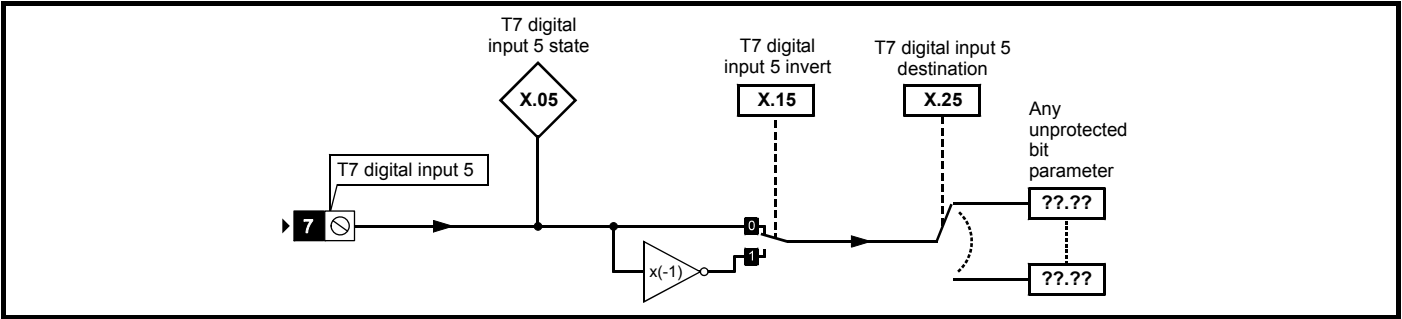 T7 digital
input 5 state
X.05
T7 digital
input 5 invert
X.15
T7 digital input 5
destination
X.25
Any
unprotected
bit
parameter
??.??
??.??
T7 digital input 5
7
0
1
x(-1)